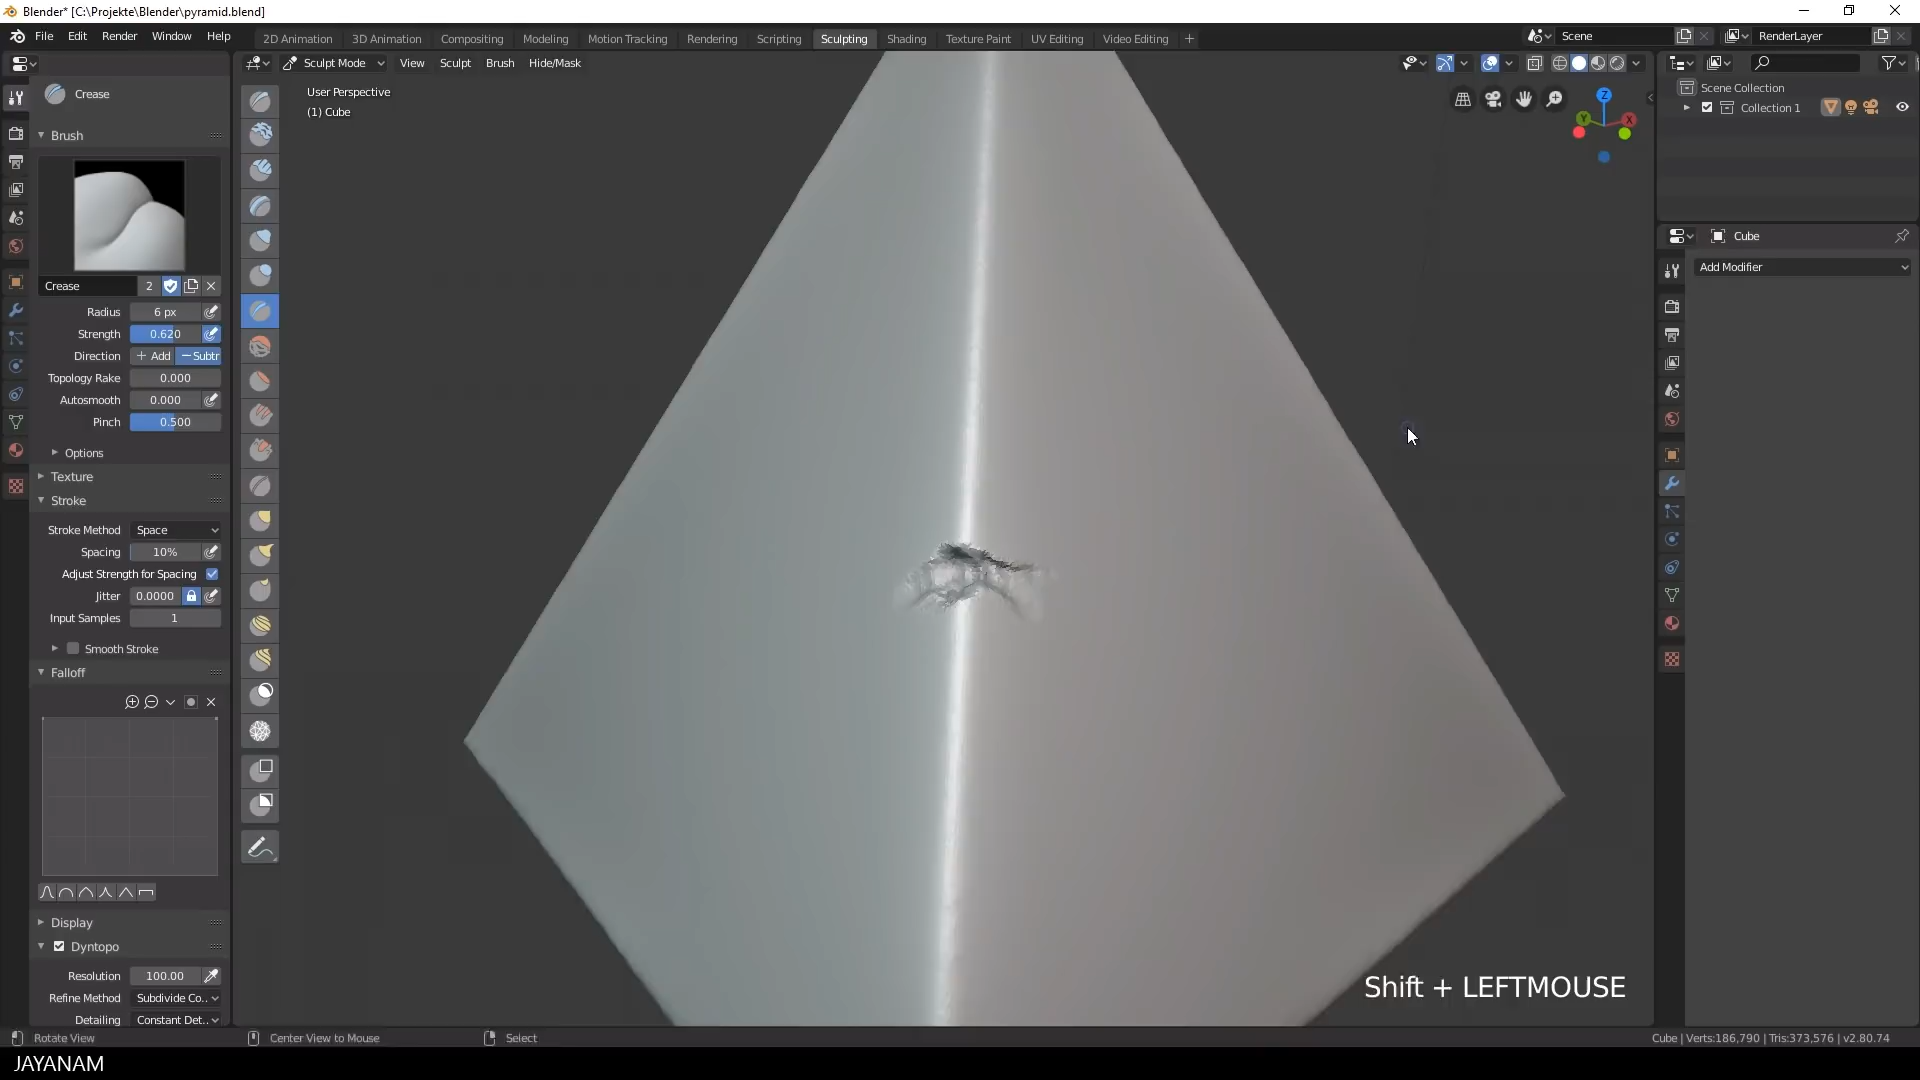 Blender* [C:\Projekte\Blender\pyramid.blend]
File Edit Render Window Help
2D Animation 3D Animation Compositing Modeling Motion Tracking Rendering Scripting Sculpting Shading Texture Paint UV Editing Video Editing +
Scene
RenderLayer
Sculpt Mode View Sculpt Brush Hide/Mask
Crease
Brush
Crease 2
Radius 6 px
Strength 0.620
Direction + Add − Subtr
Topology Rake 0.000
Autosmooth 0.000
Pinch 0.500
Options
Texture
Stroke
Stroke Method Space
Spacing 10%
Adjust Strength for Spacing
Jitter 0.0000
Input Samples 1
Smooth Stroke
Falloff
Display
Dyntopo
Resolution 100.00
Refine Method Subdivide Co..
Detailing Constant Det..
User Perspective
(1) Cube
Z
Y
X
Shift + LEFTMOUSE
Scene Collection
Collection 1
Cube
Add Modifier
Rotate View Center View to Mouse Select
Cube | Verts:186,790 | Tris:373,576 | v2.80.74
JAYANAM